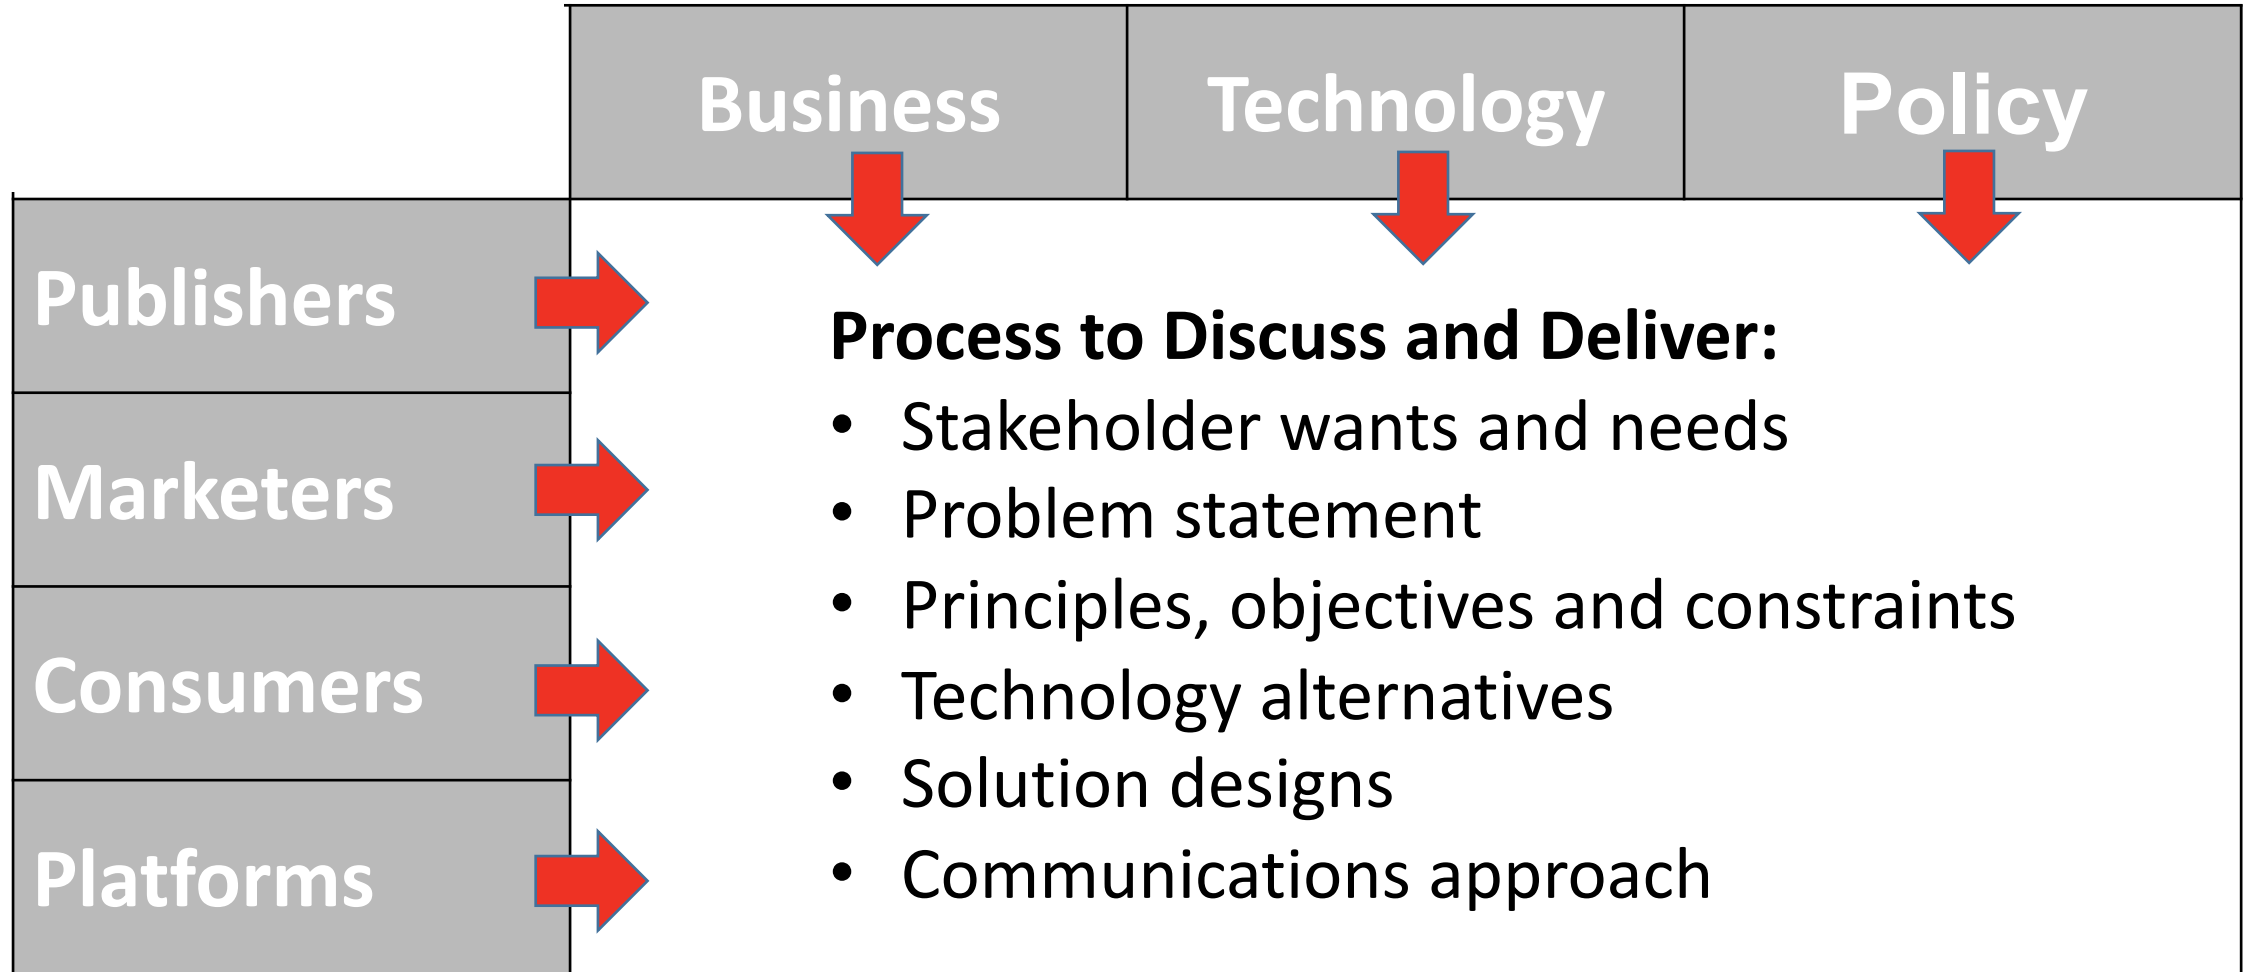 Business
Technology
Policy
Publishers
Marketers
Consumers
Platforms
Process to Discuss and Deliver:
• Stakeholder wants and needs
• Problem statement
• Principles, objectives and constraints
• Technology alternatives
• Solution designs
• Communications approach